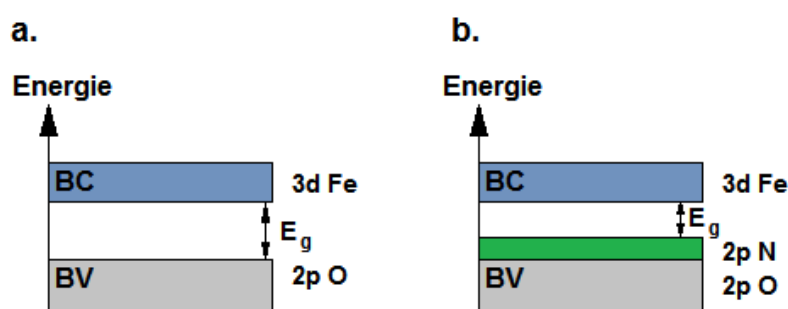 a.
Energie
BC
3d Fe
Eg
BV
2p O
b.
Energie
BC
3d Fe
Eg
2p N
BV
2p O